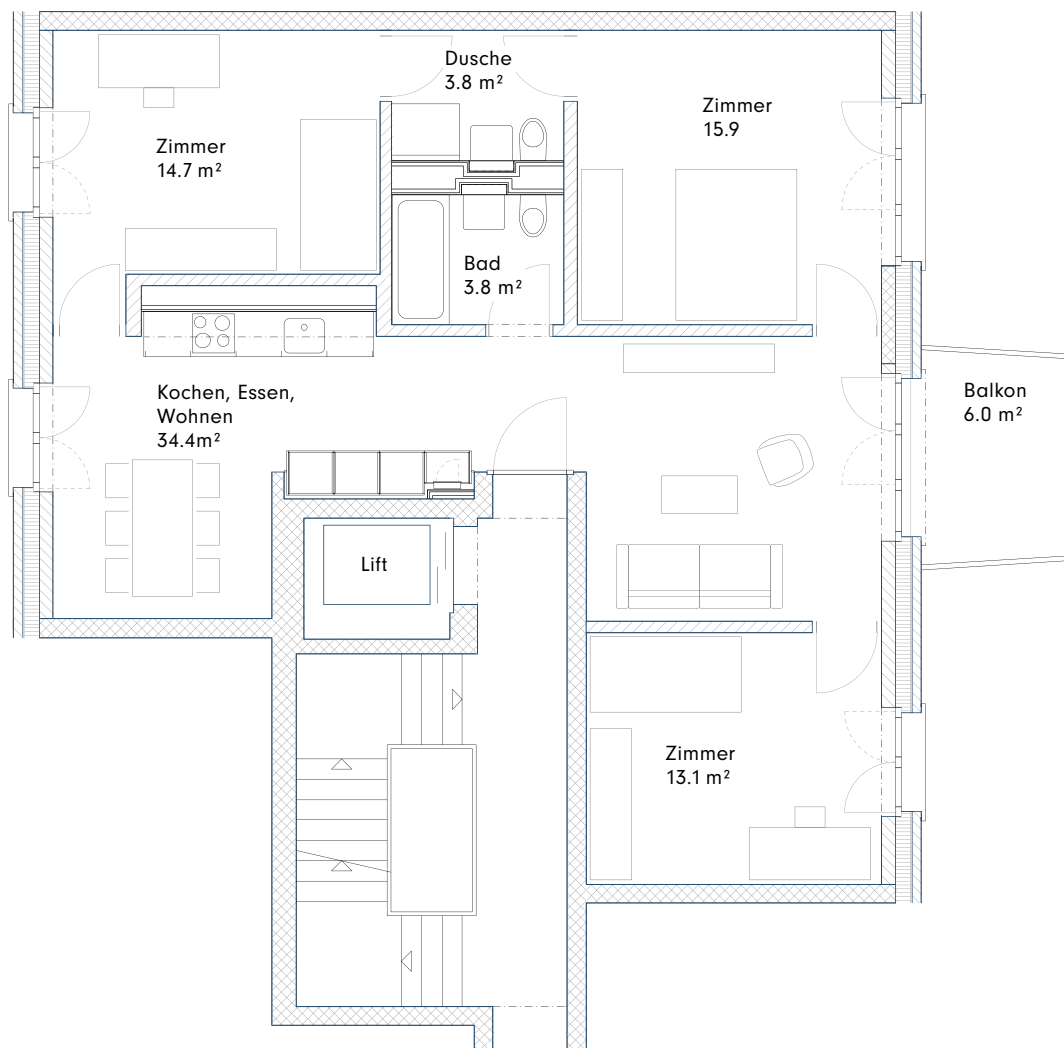 Dusche
3.8 m²
Zimmer
15.9
Zimmer
14.7 m²
Bad
3.8 m²
Kochen, Essen,
Wohnen
34.4m²
Balkon
6.0 m²
Lift
Zimmer
13.1 m²